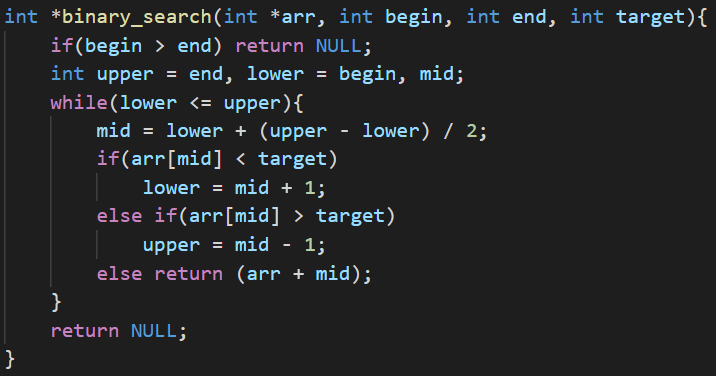 int *binary_search(int *arr, int begin, int end, int target){
    if(begin > end) return NULL;
    int upper = end, lower = begin, mid;
    while(lower <= upper){
        mid = lower + (upper - lower) / 2;
        if(arr[mid] < target)
            lower = mid + 1;
        else if(arr[mid] > target)
            upper = mid - 1;
        else return (arr + mid);
    }
    return NULL;
}